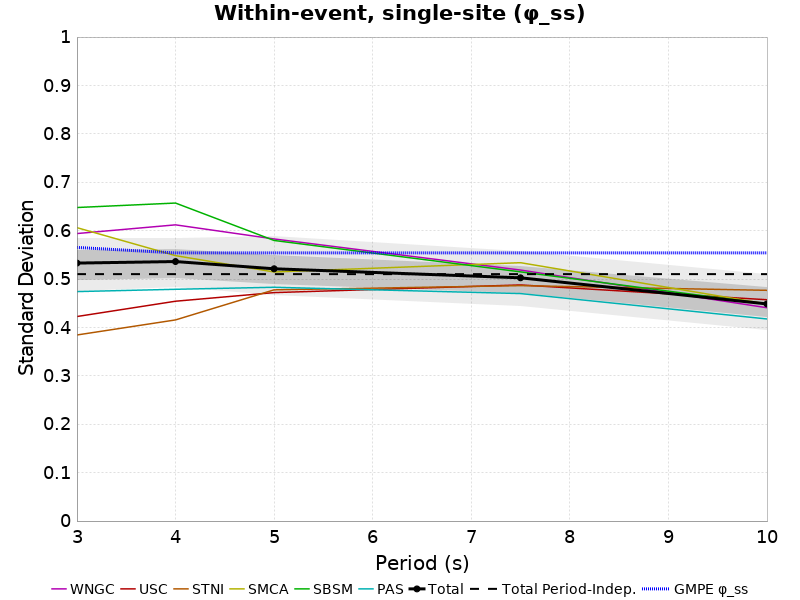 Within-event, single-site (φ_ss)
1
0.9
0.8
0.7
0.6
0.5
0.4
0.3
0.2
0.1
0
Standard Deviation
3 4 5 6 7 8 9 10
Period (s)
WNGC USC STNI SMCA SBSM PAS Total Total Period-Indep. GMPE φ_ss